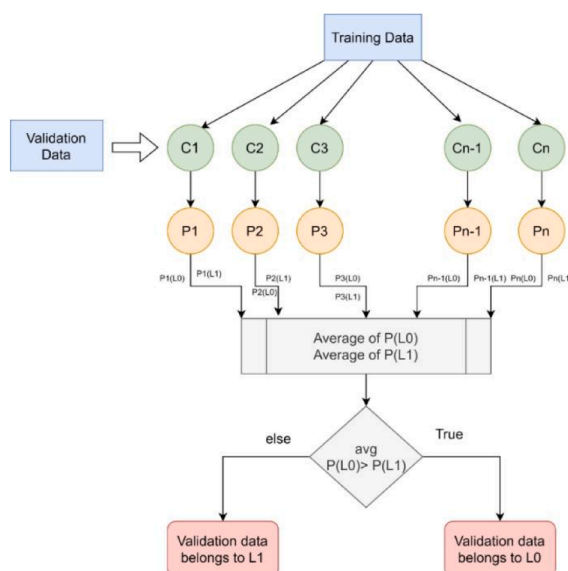 Training Data
Validation
Data
C1
C2
C3
Cn-1
Cn
P1
P2
P3
Pn-1
Pn
P1(L0)
P1(L1)
P2(L1)
P2(L0)
P3(L0)
P3(L1)
Pn-1(L0)
Pn-1(L1)
Pn(L0)
Pn(L1
Average of P(L0)
Average of P(L1)
else
True
avg
P(L0)> P(L1)
Validation data
belongs to L1
Validation data
belongs to L0